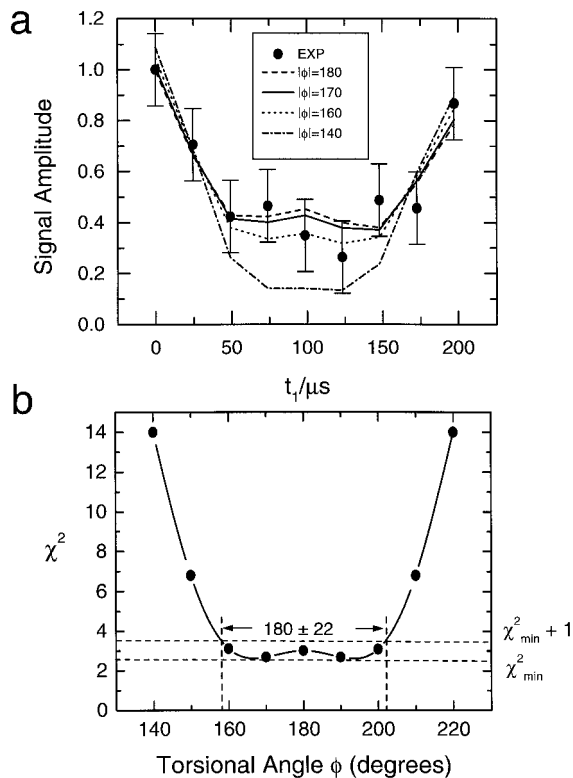 a
1.2
1.0
0.8
0.6
0.4
0.2
0.0
Signal Amplitude
EXP
|ϕ|=180
|ϕ|=170
|ϕ|=160
|ϕ|=140
0 50 100 150 200
t₁/μs
b
14
12
10
8
6
4
2
0
χ²
180 ± 22
χ²min + 1
χ²min
140 160 180 200 220
Torsional Angle ϕ (degrees)